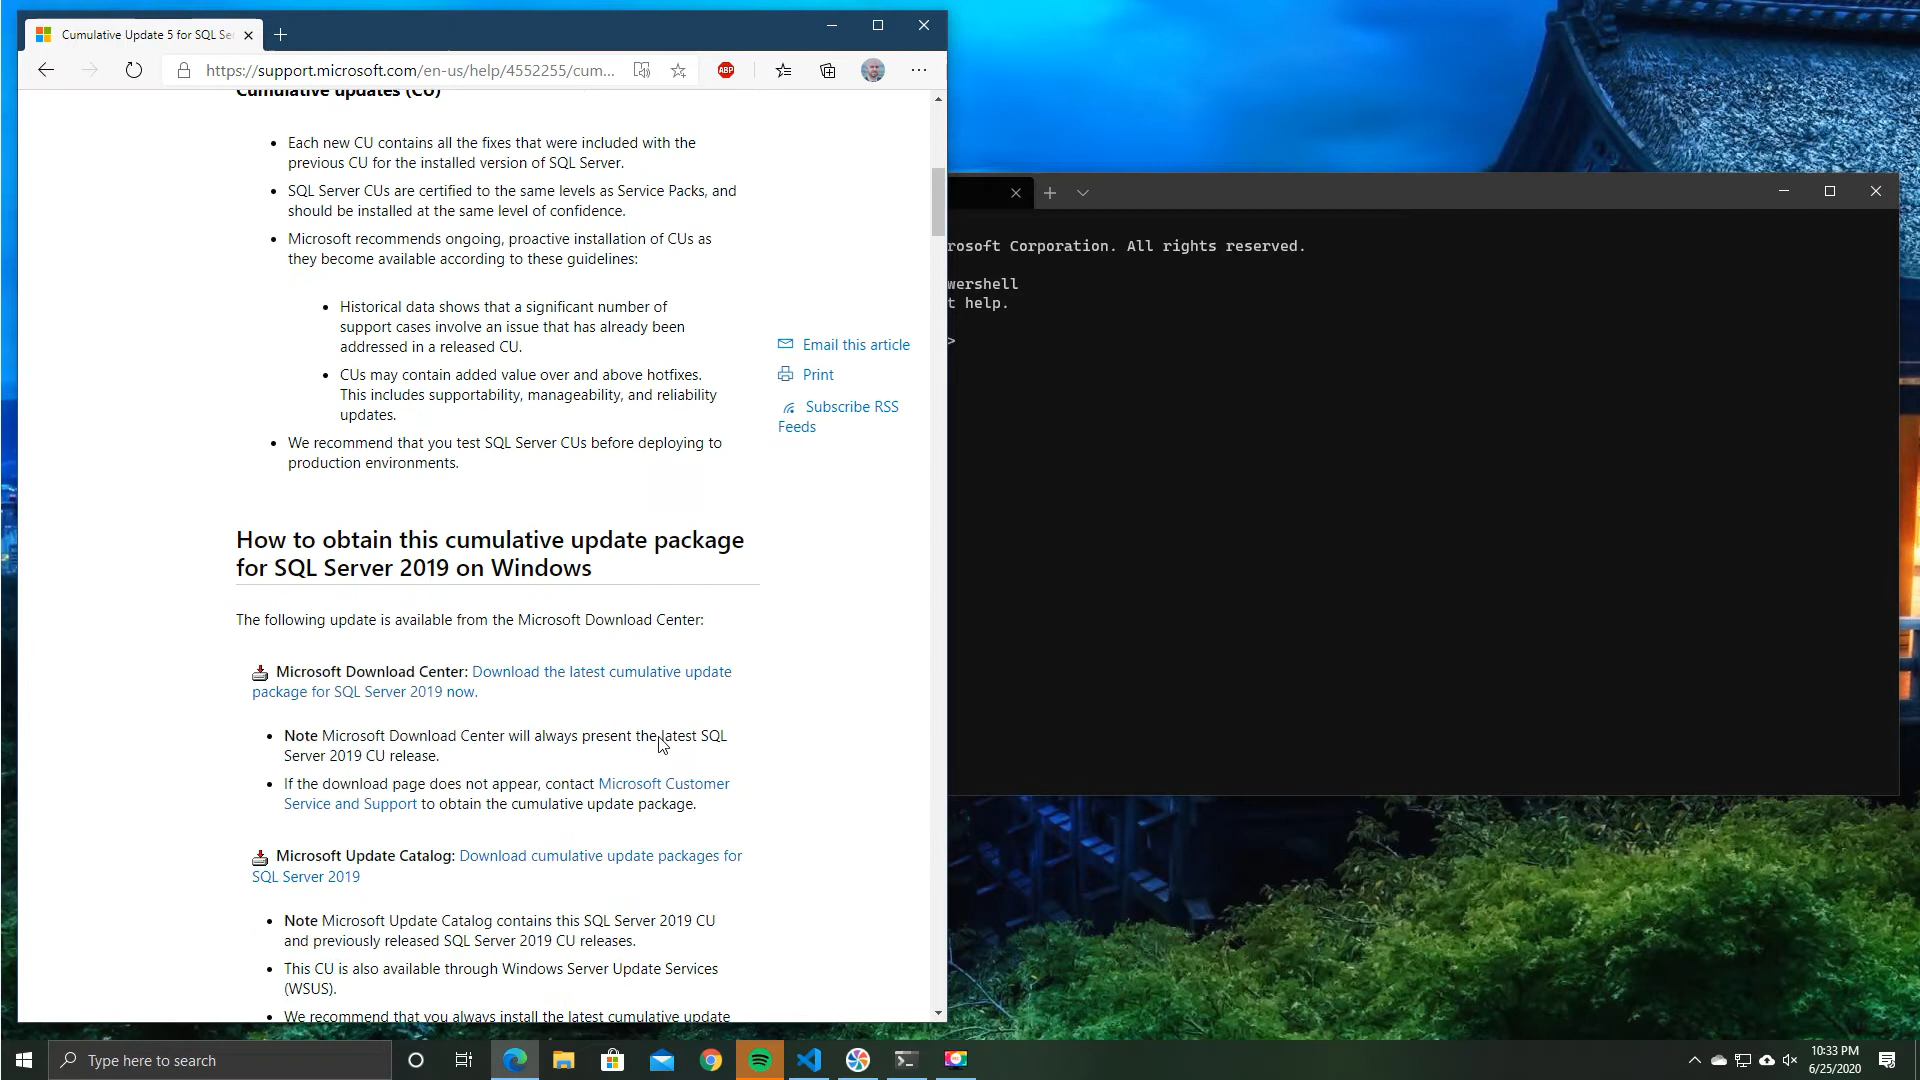 Cumulative Update 5 for SQL Se
https://support.microsoft.com/en-us/help/4552255/cum...
ABP
Cumulative updates (CU)
Each new CU contains all the fixes that were included with the
previous CU for the installed version of SQL Server.
SQL Server CUs are certified to the same levels as Service Packs, and
should be installed at the same level of confidence.
Microsoft recommends ongoing, proactive installation of CUs as
they become available according to these guidelines:
Historical data shows that a significant number of
support cases involve an issue that has already been
addressed in a released CU.
CUs may contain added value over and above hotfixes.
This includes supportability, manageability, and reliability
updates.
We recommend that you test SQL Server CUs before deploying to
production environments.
Email this article
Print
Subscribe RSS
Feeds
How to obtain this cumulative update package
for SQL Server 2019 on Windows
The following update is available from the Microsoft Download Center:
Microsoft Download Center: Download the latest cumulative update
package for SQL Server 2019 now.
Note Microsoft Download Center will always present the latest SQL
Server 2019 CU release.
If the download page does not appear, contact Microsoft Customer
Service and Support to obtain the cumulative update package.
Microsoft Update Catalog: Download cumulative update packages for
SQL Server 2019
Note Microsoft Update Catalog contains this SQL Server 2019 CU
and previously released SQL Server 2019 CU releases.
This CU is also available through Windows Server Update Services
(WSUS).
We recommend that you always install the latest cumulative update
rosoft Corporation. All rights reserved.
wershell
t help.
>
Type here to search
10:33 PM
6/25/2020